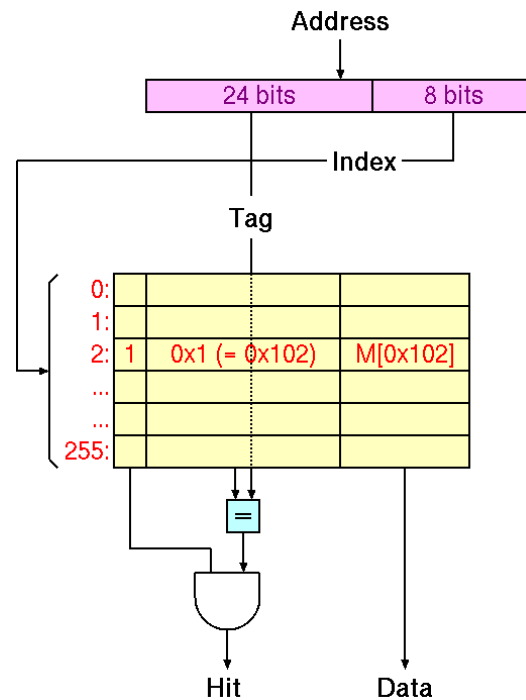 Address
24 bits 8 bits
Index
Tag
0:
1:
2: 1 0x1 (= 0x102) M[0x102]
...
...
255:
=
Hit Data